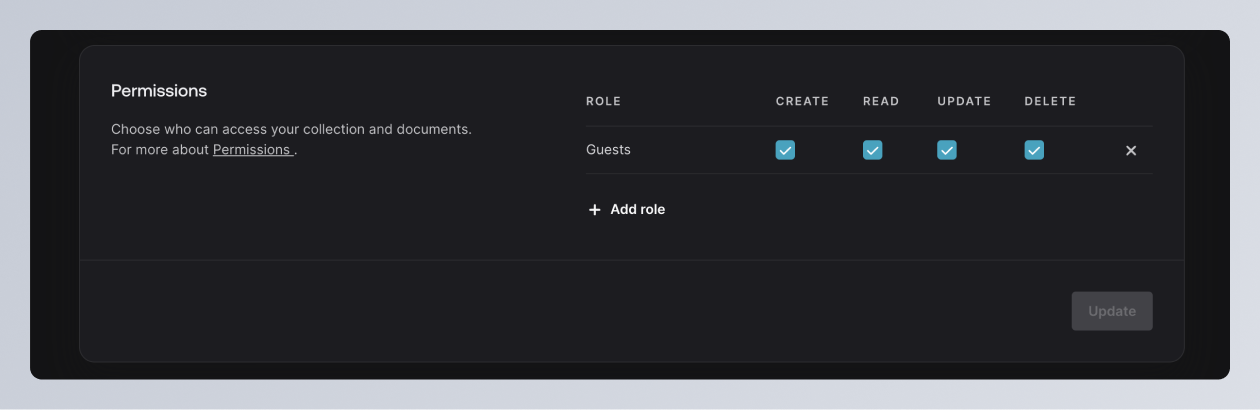 Permissions
Choose who can access your collection and documents.
For more about Permissions .
ROLE CREATE READ UPDATE DELETE
Guests
Add role
Update